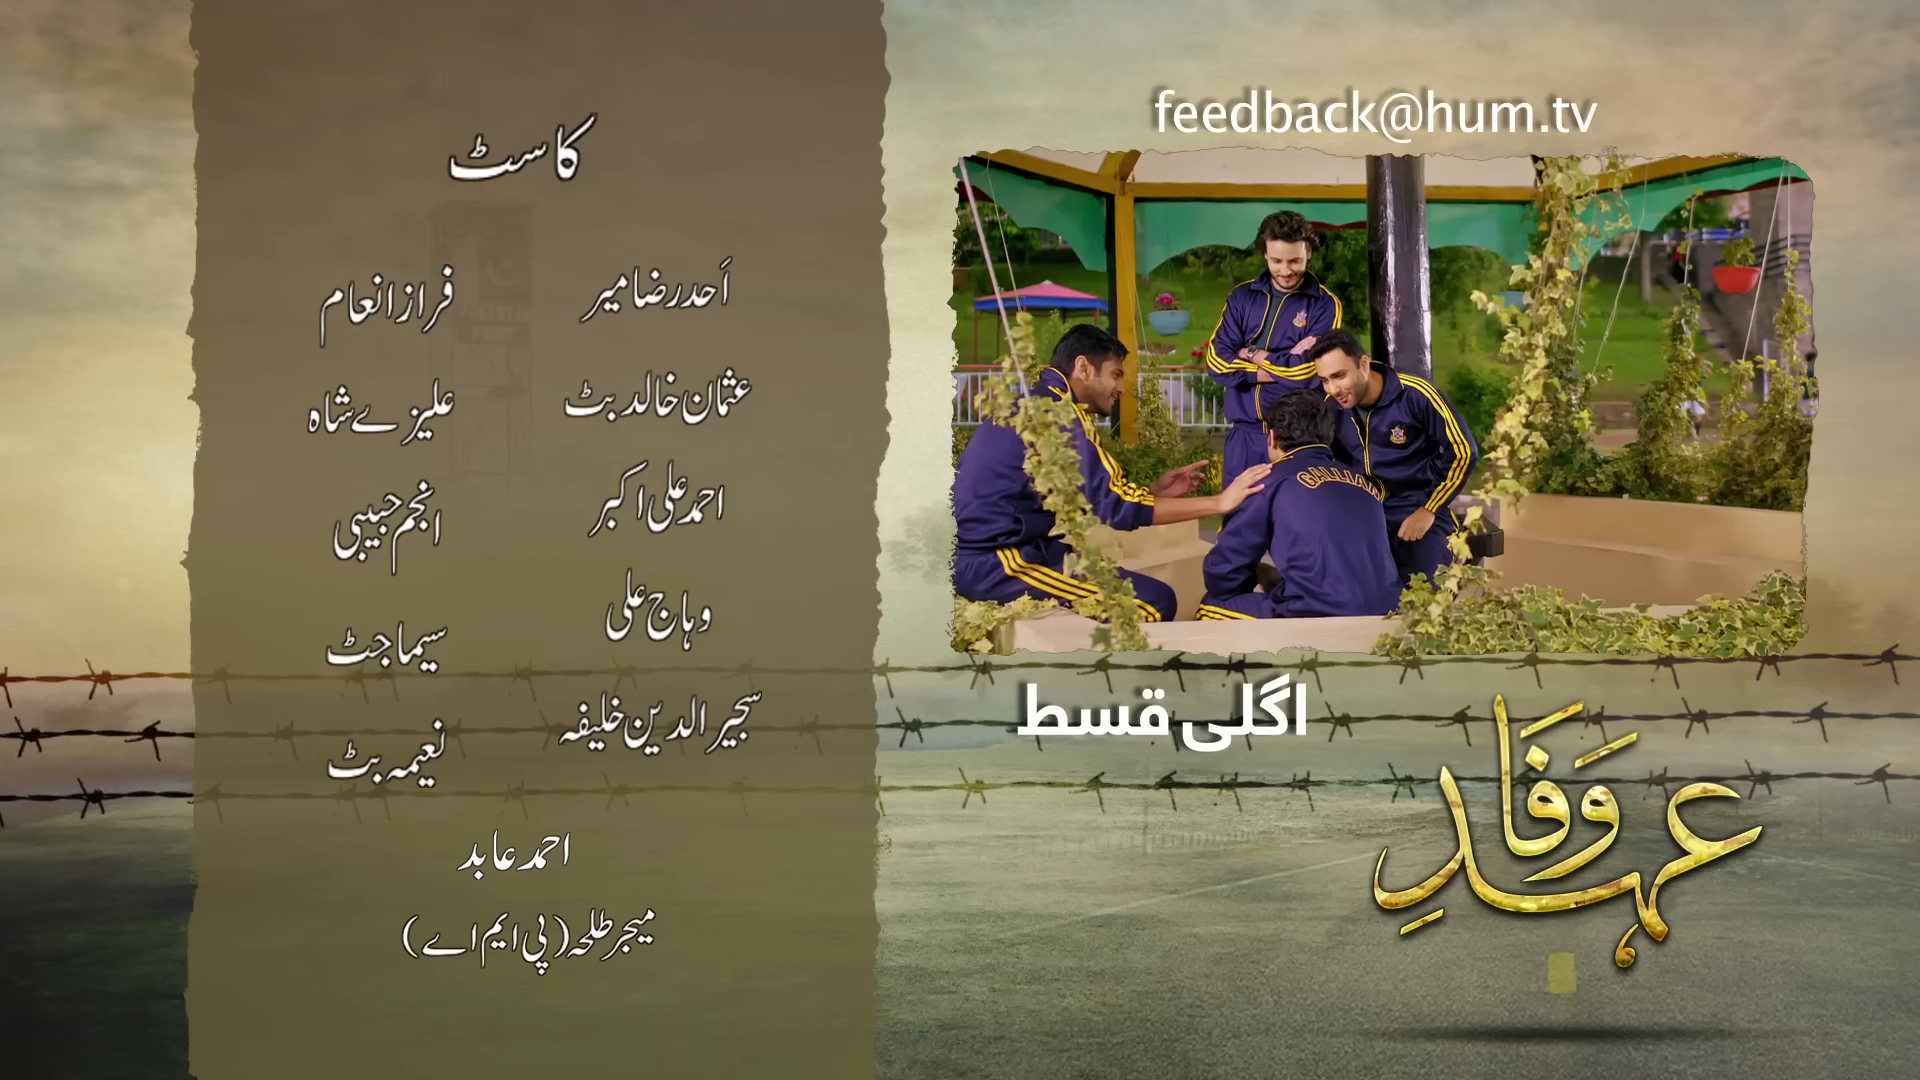 کاسٹ
اَحد رضا میر
فراز انعام
عثمان خالد بٹ
علیزے شاہ
احمد علی اکبر
انجم حبیبی
وہاج علی
سیما جٹ
سجیر الدین خلیفہ
نعیمہ بٹ
احمد عابد
میجر طلحہ (پی ایم اے)
feedback@hum.tv
GALLIAN
اگلی قسط
عہدِ وَفَا